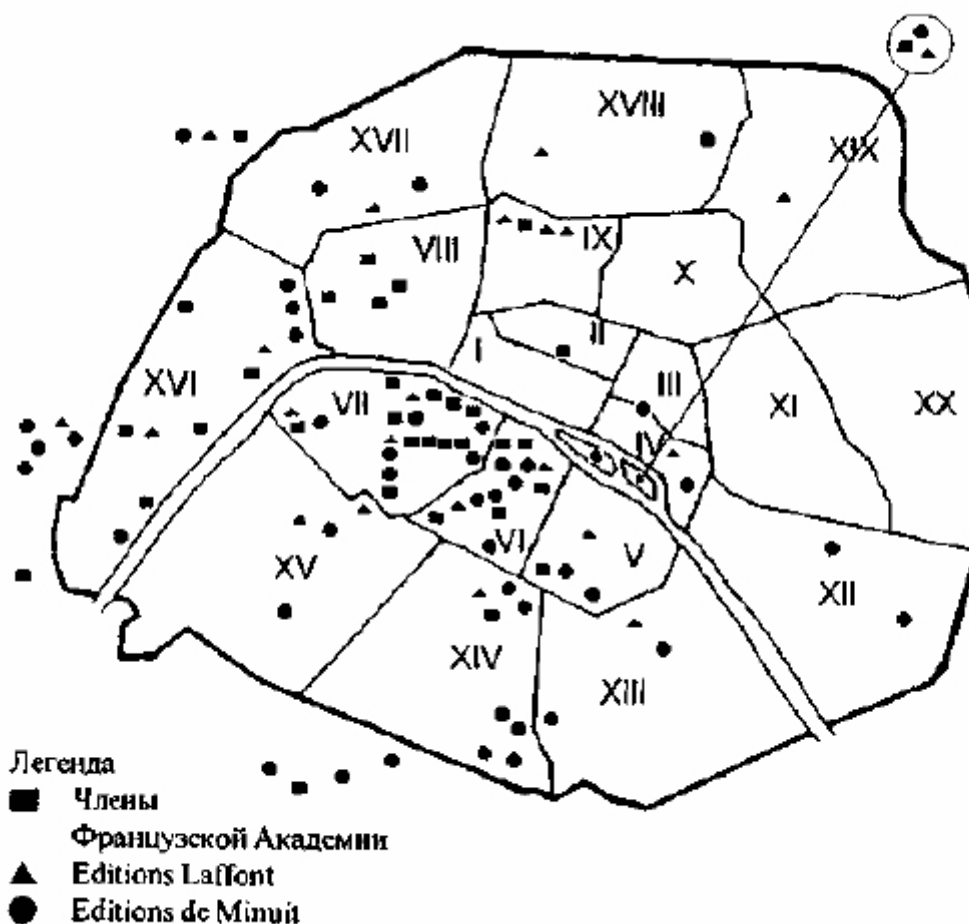 XVIII
XVII
XIX
VIII
IX
X
II
I
III
XVI
VII
XI
XX
IV
VI
V
XV
XII
XIV
XIII
Легенда
Члены
Французской Академии
Editions Laffont
Editions de Minuit